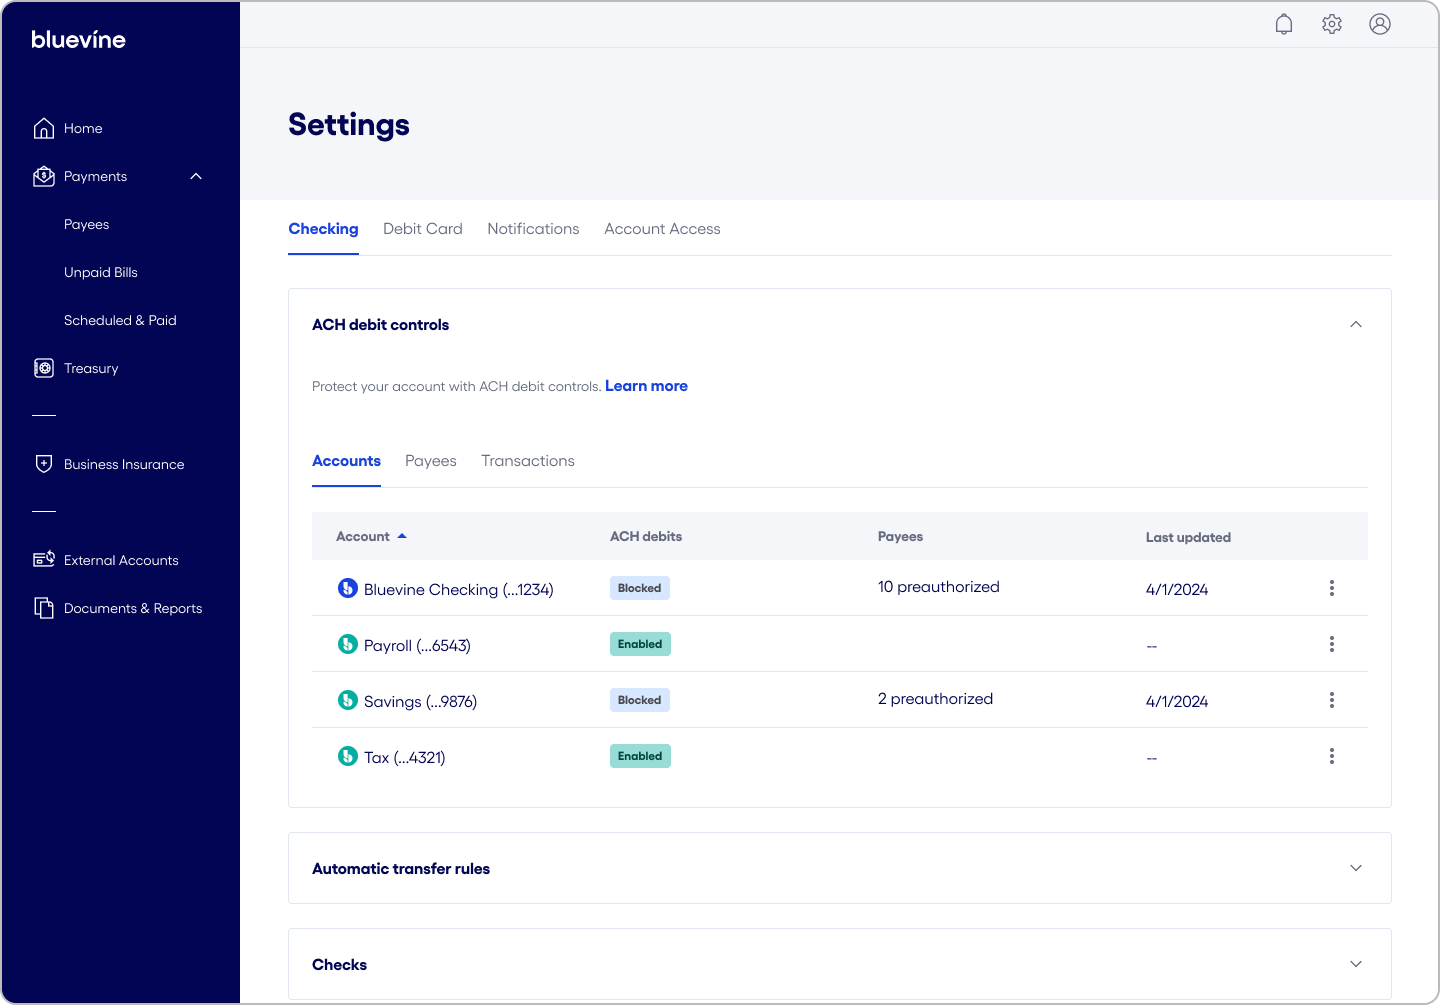 bluevine
Home
Payments
Payees
Unpaid Bills
Scheduled & Paid
Treasury
Business Insurance
External Accounts
Documents & Reports
Settings
Checking Debit Card Notifications Account Access
ACH debit controls
Protect your account with ACH debit controls. Learn more
Accounts Payees Transactions
Account ACH debits Payees Last updated
Bluevine Checking (...1234) Blocked 10 preauthorized 4/1/2024
Payroll (...6543) Enabled --
Savings (...9876) Blocked 2 preauthorized 4/1/2024
Tax (...4321) Enabled --
Automatic transfer rules
Checks